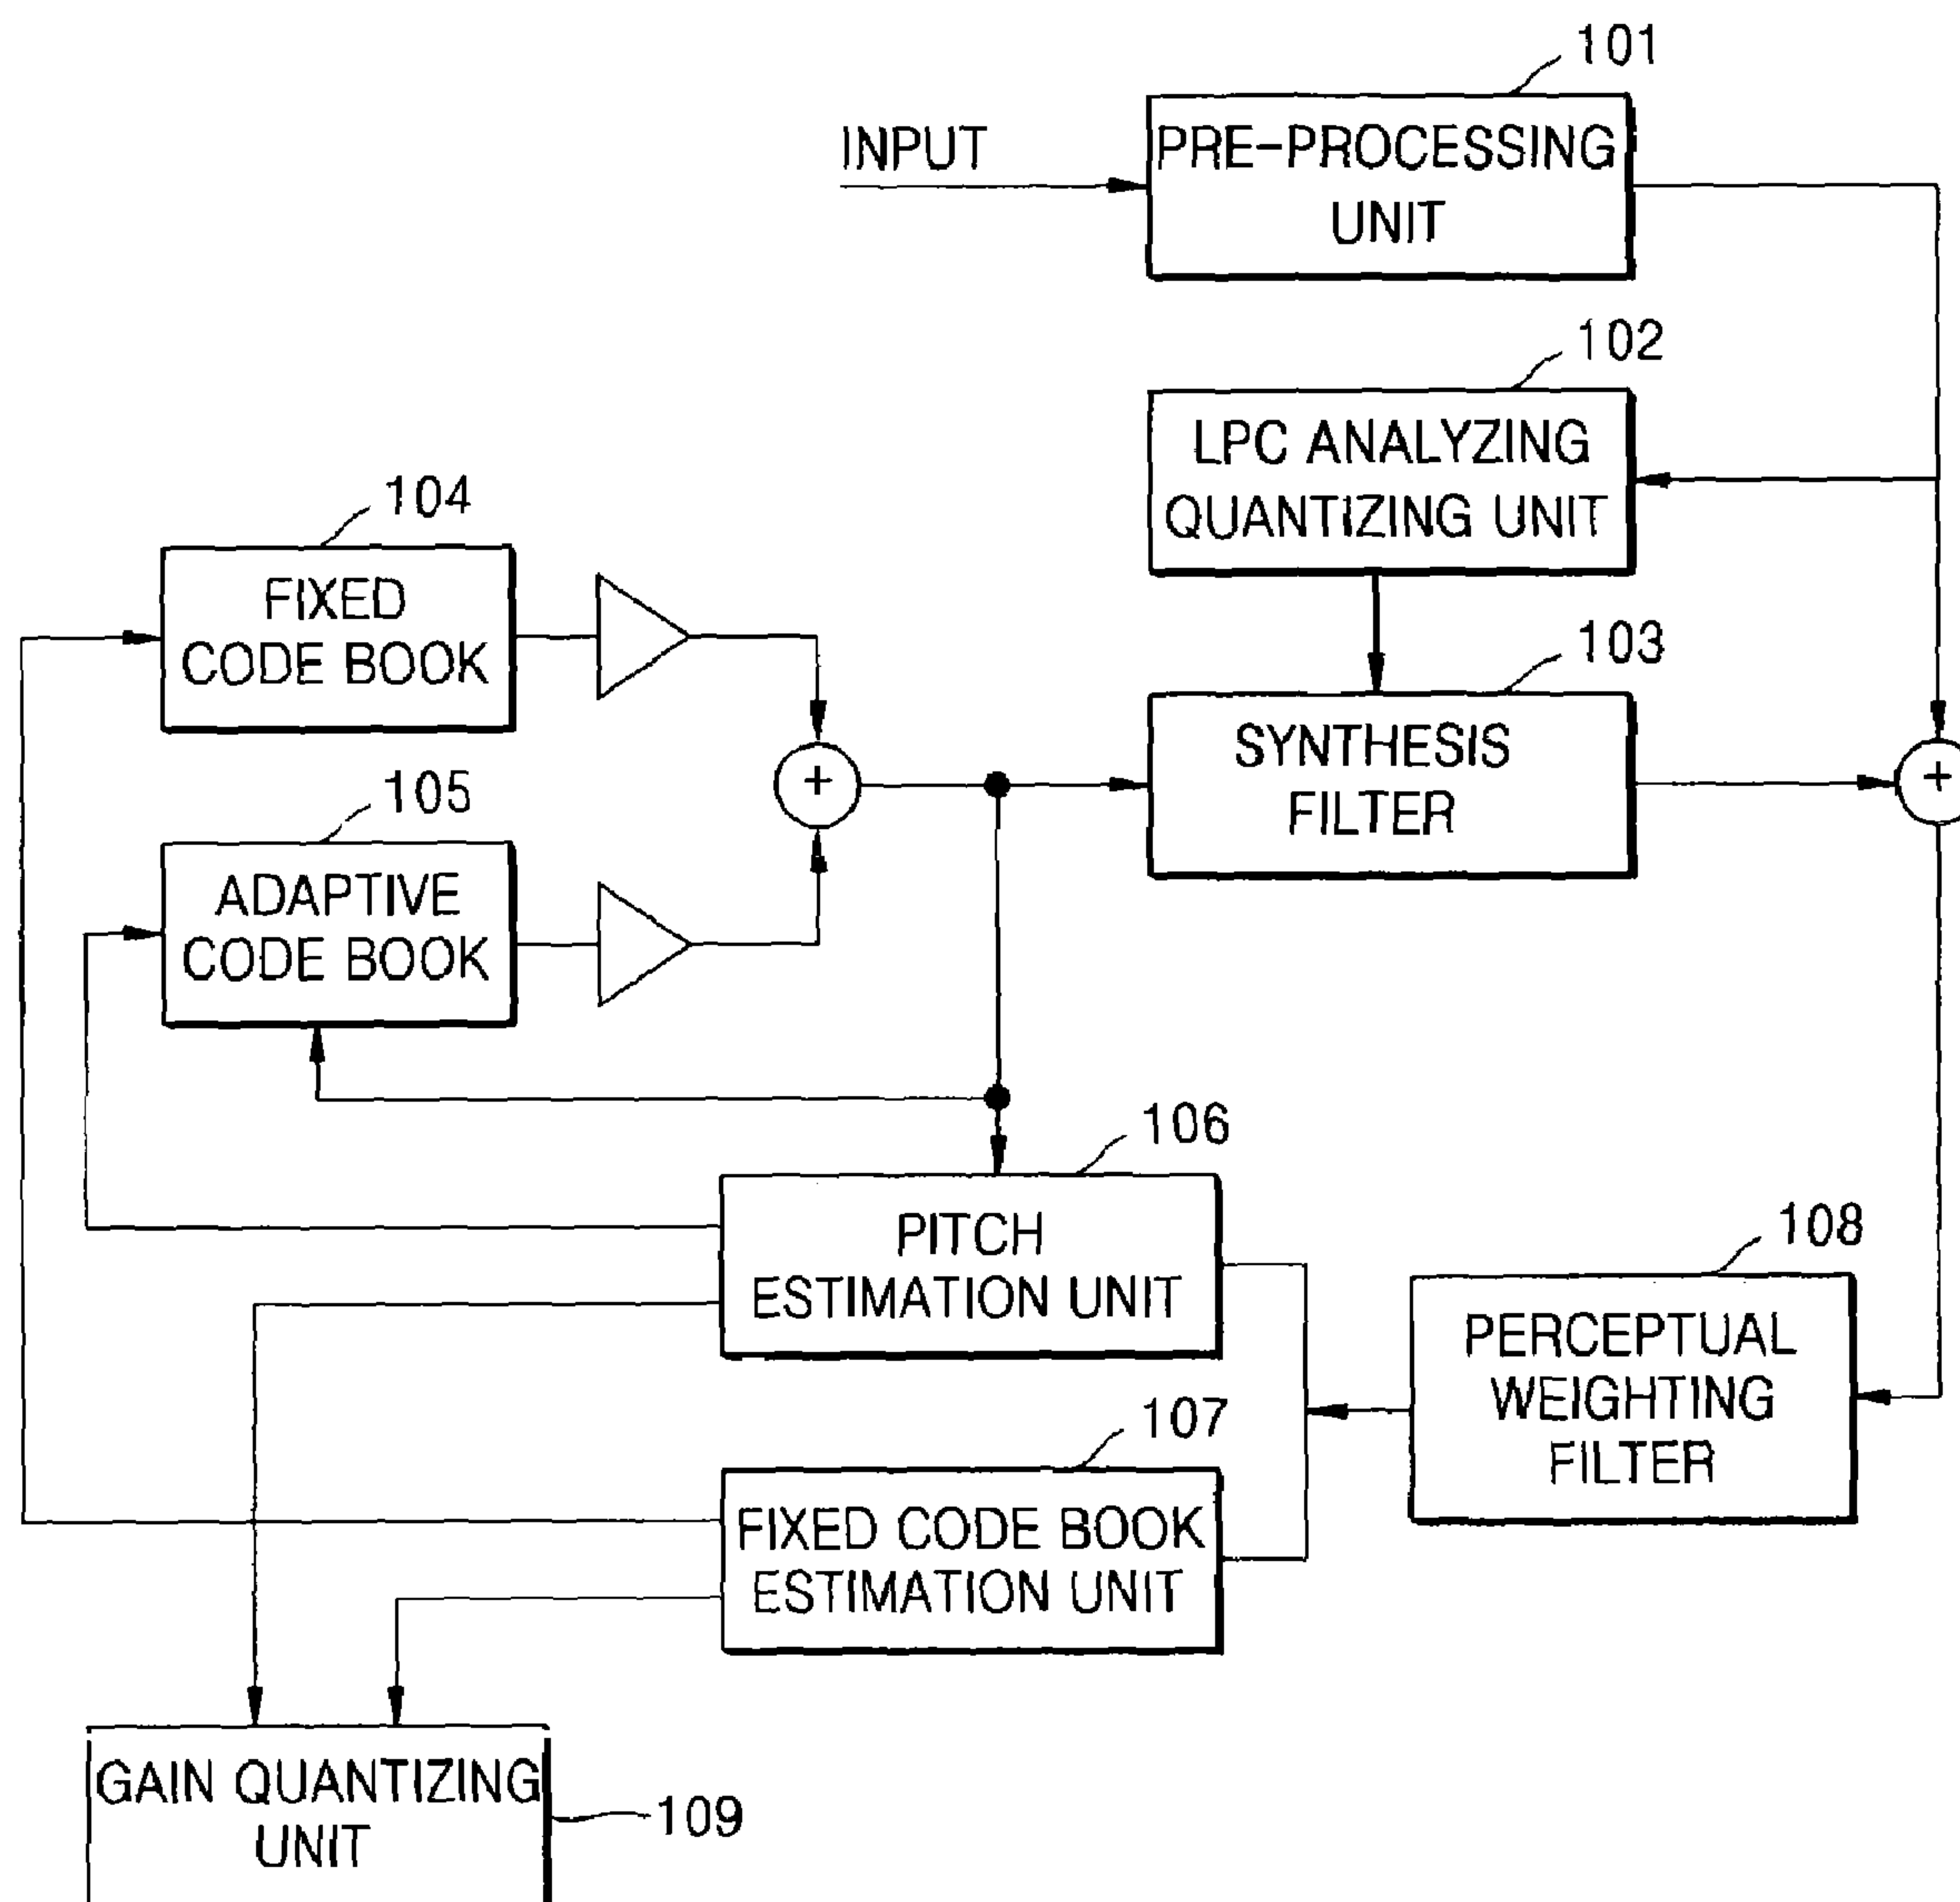 101
INPUT
PRE-PROCESSING
UNIT
102
LPC ANALYZING
QUANTIZING UNIT
104
FIXED
CODE BOOK
103
SYNTHESIS
FILTER
+
+
105
ADAPTIVE
CODE BOOK
106
PITCH
ESTIMATION UNIT
108
PERCEPTUAL
WEIGHTING
FILTER
107
FIXED CODE BOOK
ESTIMATION UNIT
GAIN QUANTIZING
UNIT
109